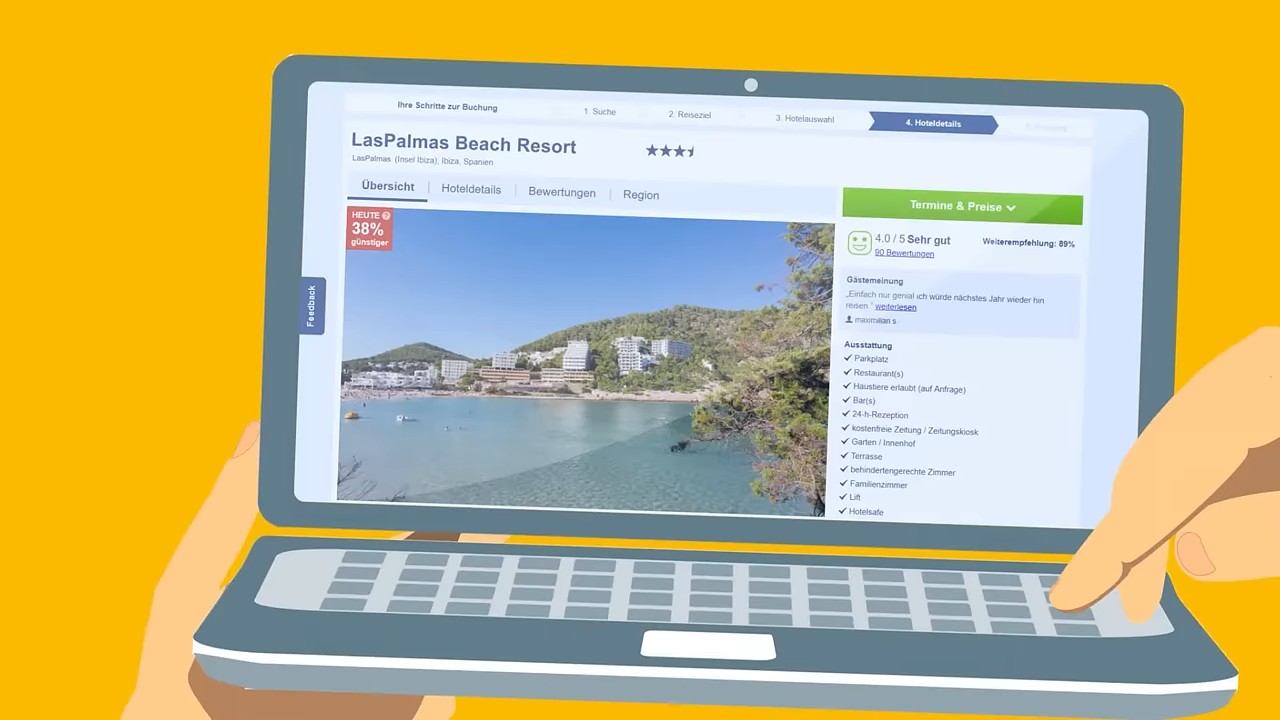 Ihre Schritte zur Buchung
1. Suche
2. Reiseziel
3. Hotelauswahl
4. Hoteldetails
LasPalmas Beach Resort
LasPalmas (Insel Ibiza), Ibiza, Spanien
Übersicht
Hoteldetails
Bewertungen
Region
Termine & Preise
HEUTE
38%
günstiger
4.0 / 5 Sehr gut
90 Bewertungen
Weiterempfehlung: 89%
Feedback
Gästemeinung
„Einfach nur genial ich würde nächstes Jahr wieder hin
reisen." weiterlesen
maximilian s.
Ausstattung
Parkplatz
Restaurant(s)
Haustiere erlaubt (auf Anfrage)
Bar(s)
24-h-Rezeption
kostenfreie Zeitung / Zeitungskiosk
Garten / Innenhof
Terrasse
behindertengerechte Zimmer
Familienzimmer
Lift
Hotelsafe